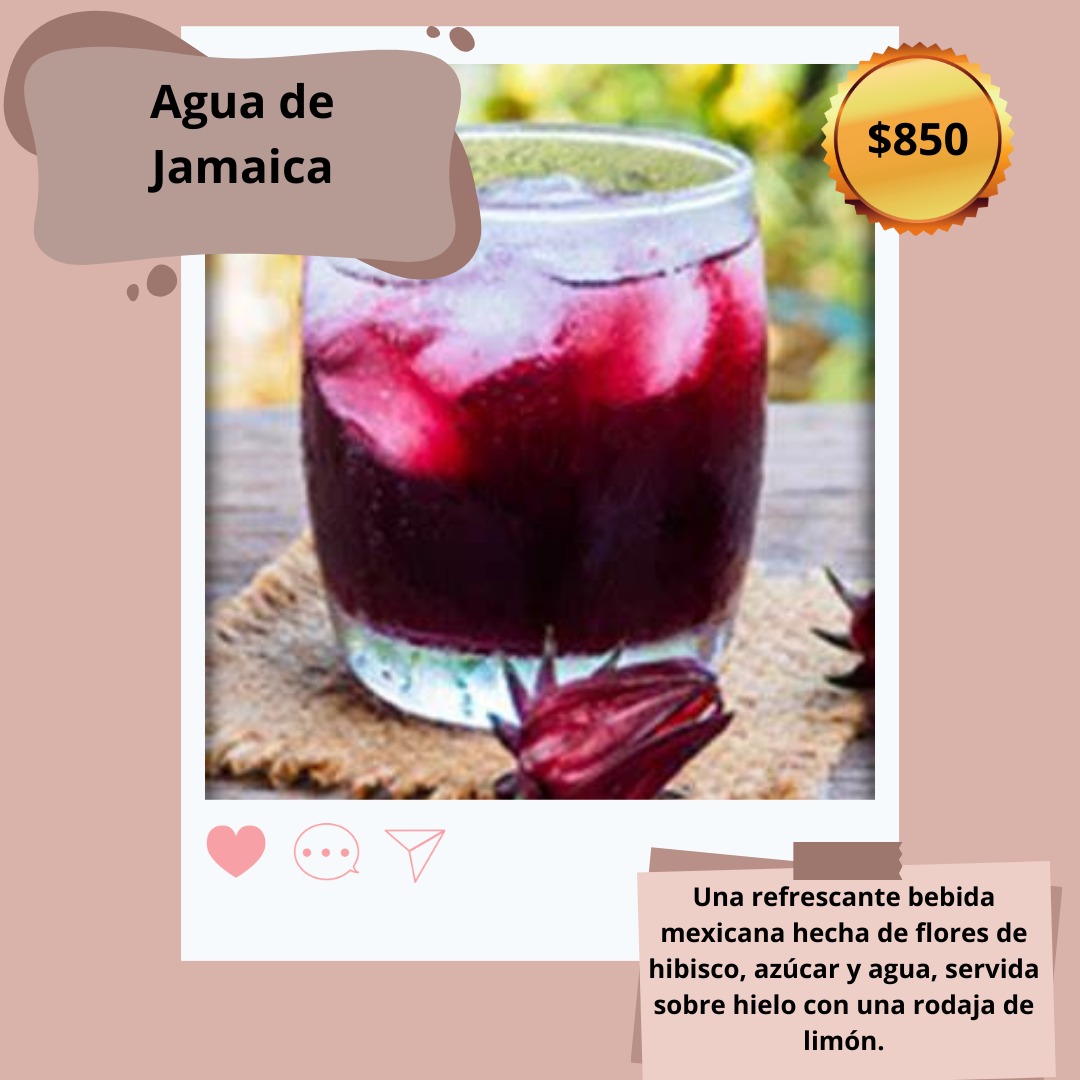 Agua de
Jamaica
$850
Una refrescante bebida
mexicana hecha de flores de
hibisco, azúcar y agua, servida
sobre hielo con una rodaja de
limón.